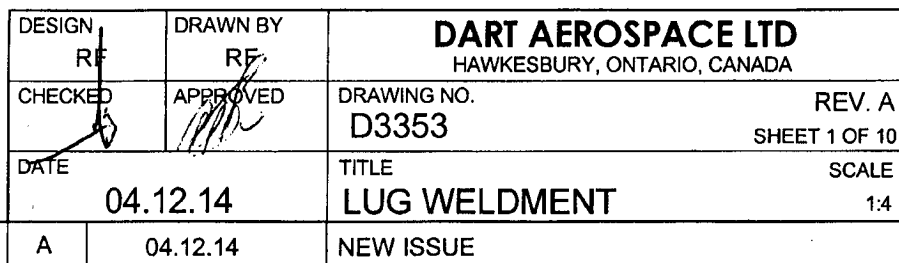 DESIGN
RF
DRAWN BY
RF
DART AEROSPACE LTD
HAWKESBURY, ONTARIO, CANADA
CHECKED
APPROVED
DRAWING NO.
D3353
REV. A
SHEET 1 OF 10
DATE
04.12.14
TITLE
LUG WELDMENT
SCALE
1:4
A 04.12.14 NEW ISSUE